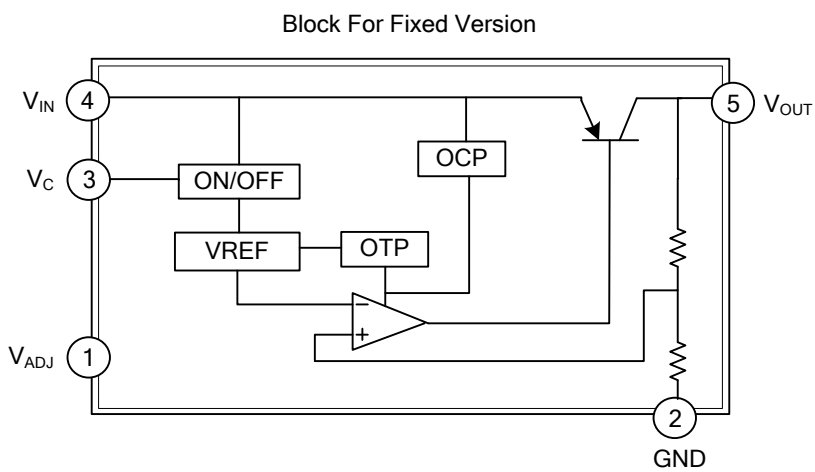 Block For Fixed Version
VIN 4
5 VOUT
OCP
VC 3
ON/OFF
VREF
OTP
−
+
VADJ 1
2
GND